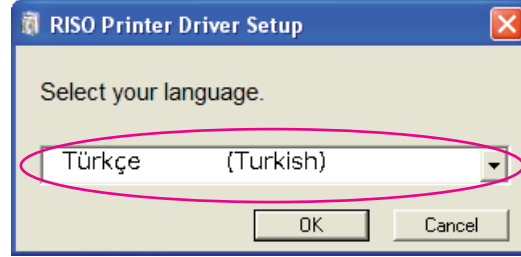 RISO Printer Driver Setup
Select your language.
Türkçe (Turkish)
OK Cancel